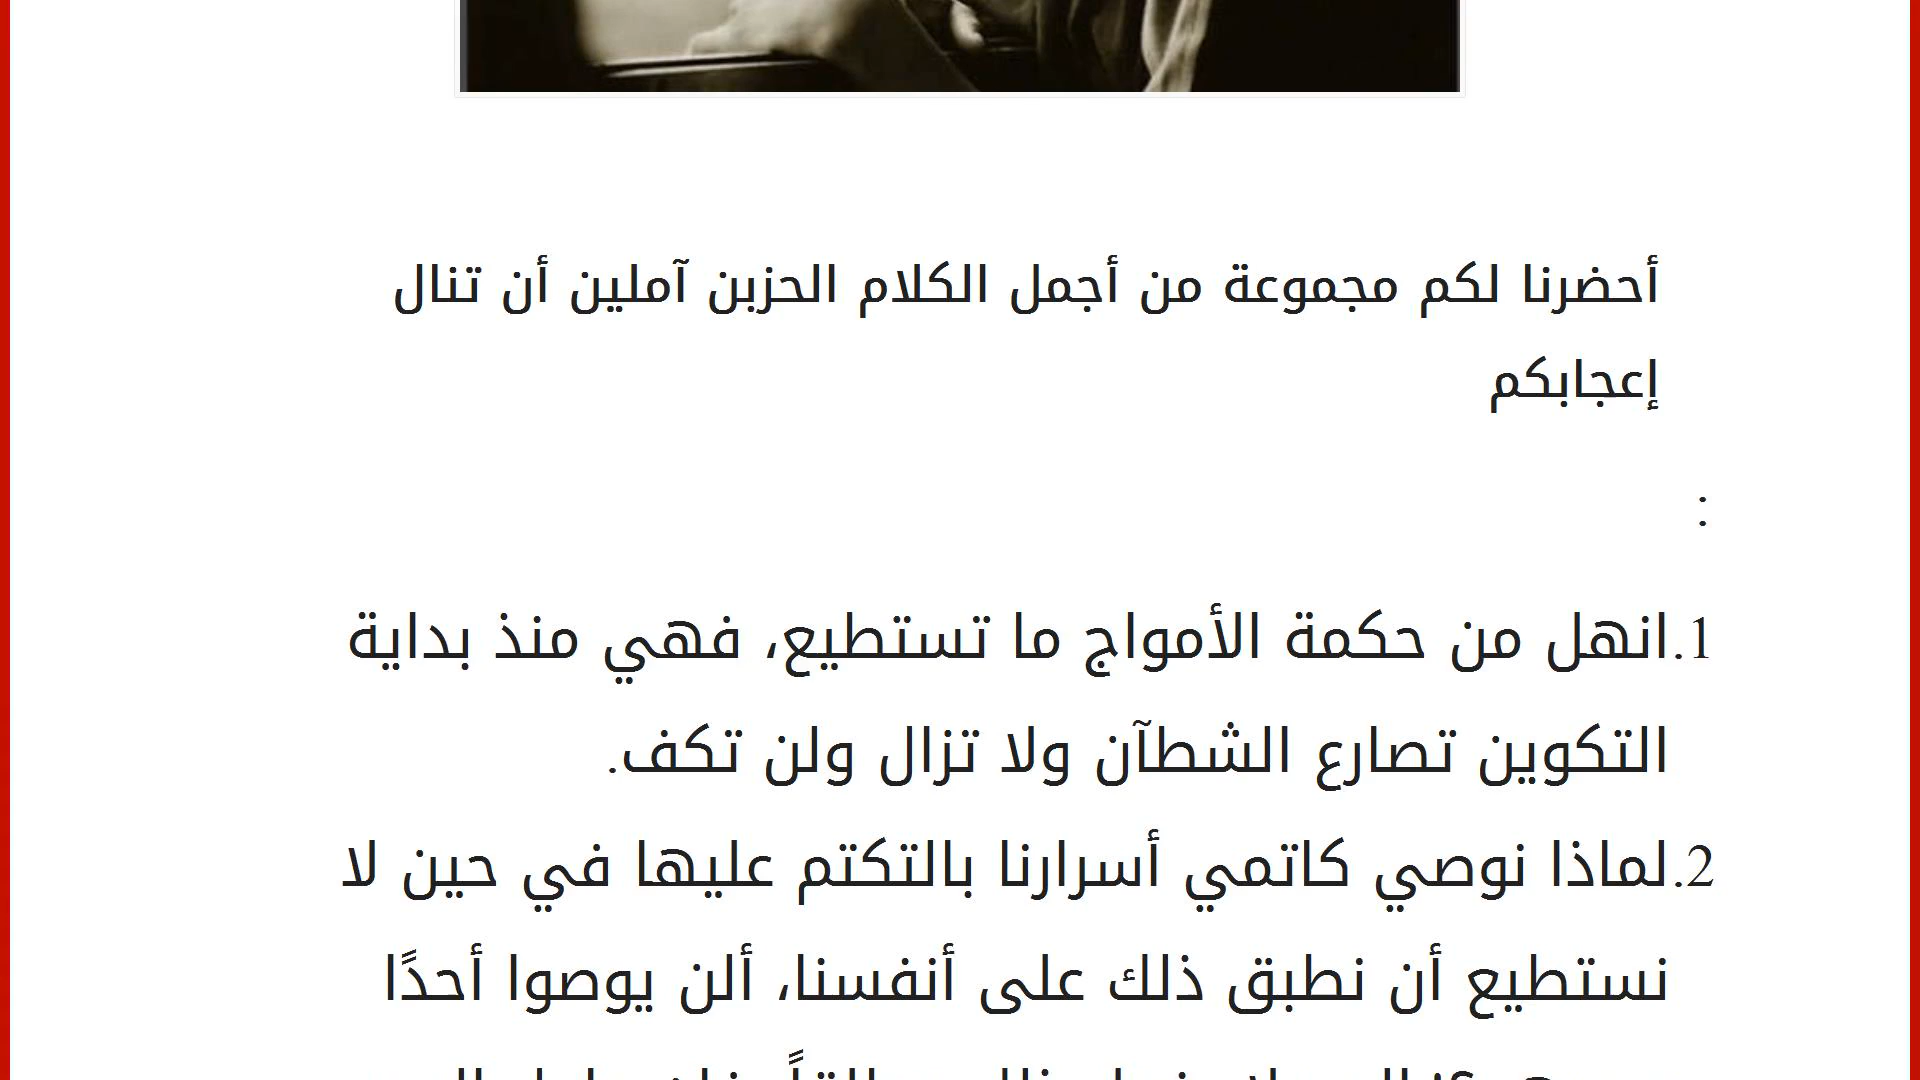 أحضرنا لكم مجموعة من أجمل الكلام الحزين آملين أن تنال
إعجابكم
:
1.انهل من حكمة الأمواج ما تستطيع، فهي منذ بداية
التكوين تصارع الشطآن ولا تزال ولن تكف.
2.لماذا نوصي كاتمي أسرارنا بالتكتم عليها في حين لا
نستطيع أن نطبق ذلك على أنفسنا، ألن يوصوا أحدًا